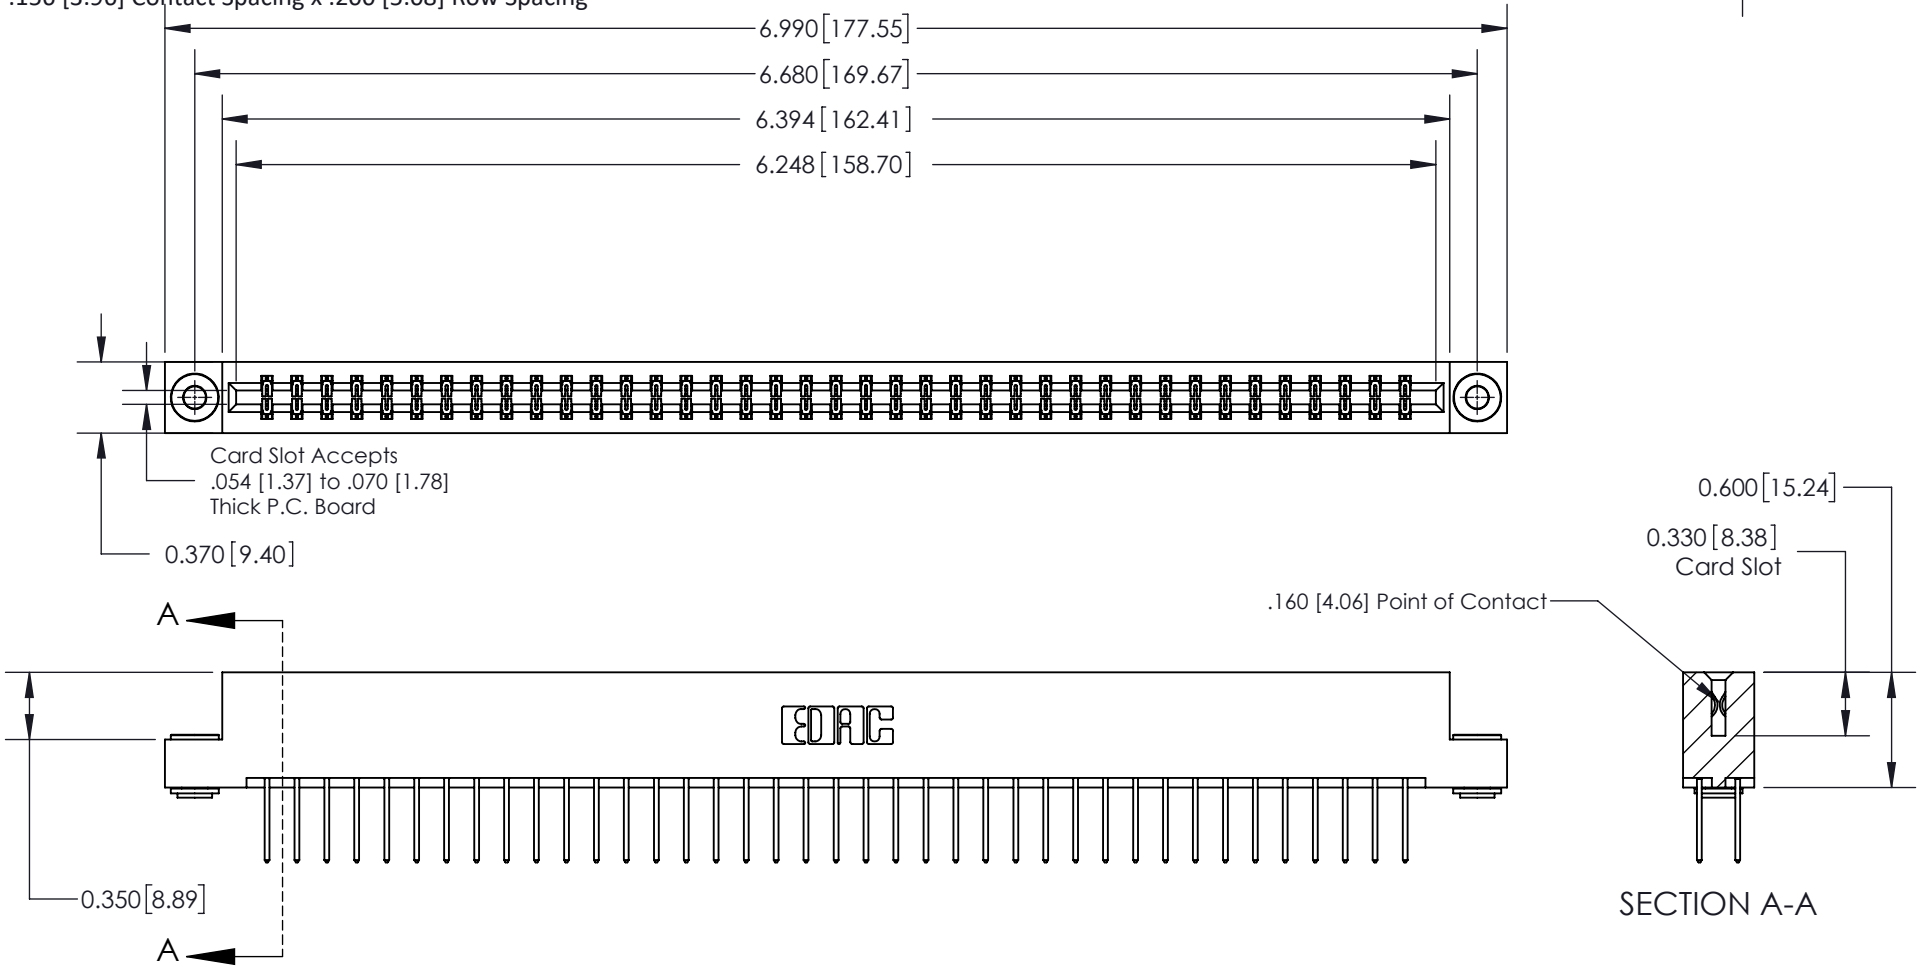 .156 [3.96] Contact Spacing x .200 [5.08] Row Spacing
6.990[177.55]
6.680[169.67]
6.394[162.41]
6.248[158.70]
Card Slot Accepts
.054 [1.37] to .070 [1.78]
Thick P.C. Board
0.370[9.40]
0.600[15.24]
0.330[8.38]
Card Slot
.160 [4.06] Point of Contact
A
EDAC
0.350[8.89]
SECTION A-A
A